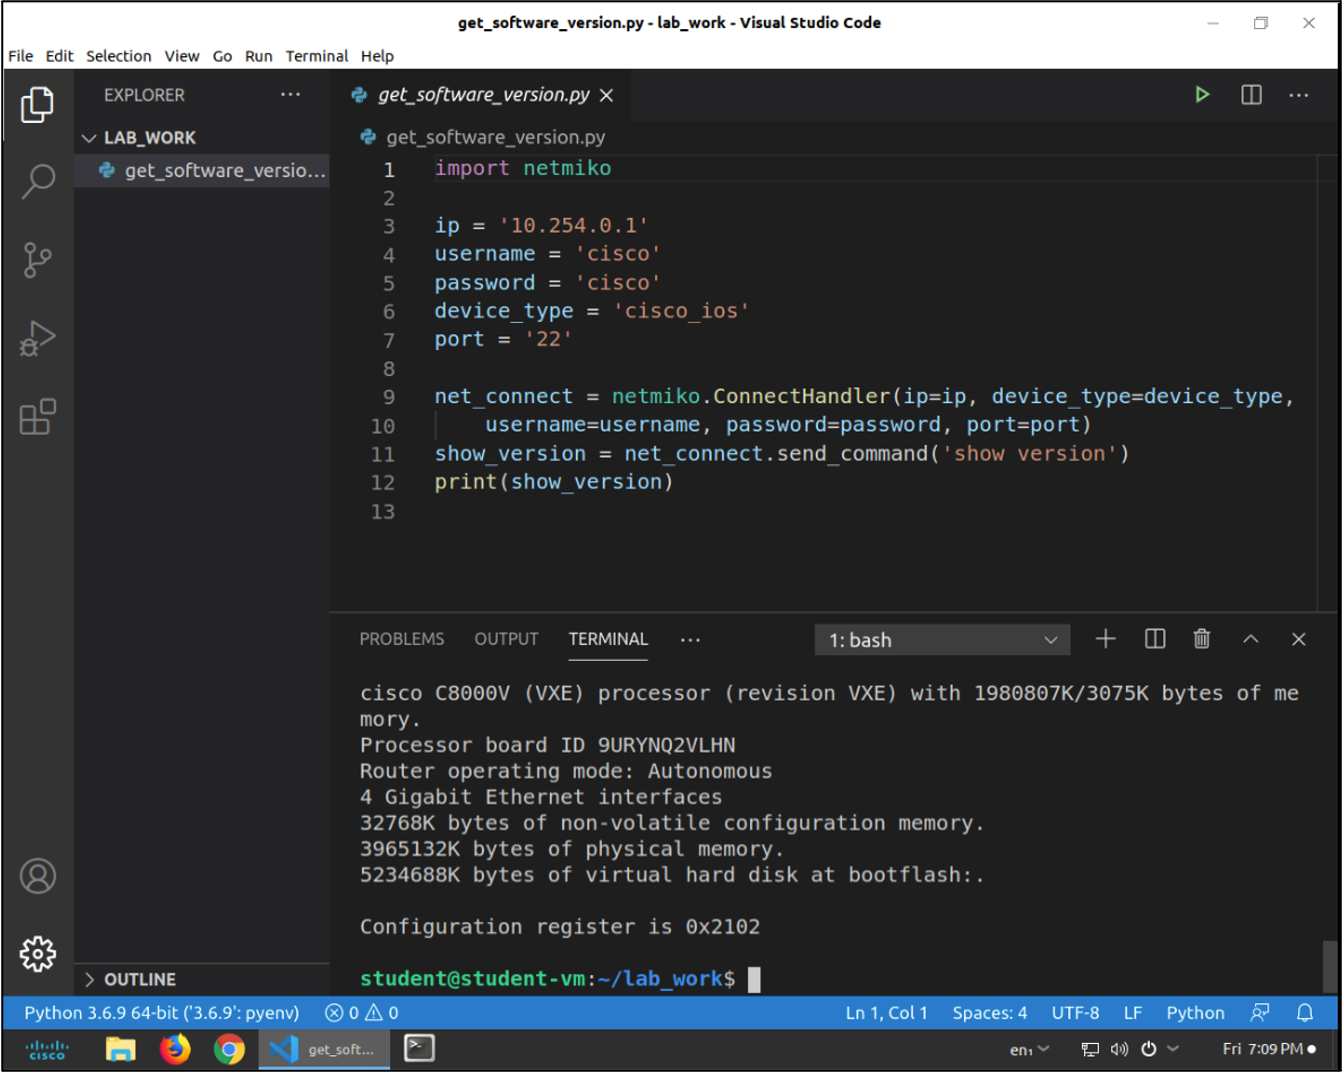 get_software_version.py - lab_work - Visual Studio Code
File Edit Selection View Go Run Terminal Help
EXPLORER ···
LAB_WORK
get_software_versio...
get_software_version.py
get_software_version.py
1 import netmiko
2
3 ip = '10.254.0.1'
4 username = 'cisco'
5 password = 'cisco'
6 device_type = 'cisco_ios'
7 port = '22'
8
9 net_connect = netmiko.ConnectHandler(ip=ip, device_type=device_type,
10 username=username, password=password, port=port)
11 show_version = net_connect.send_command('show version')
12 print(show_version)
13
PROBLEMS OUTPUT TERMINAL ··· 1: bash
cisco C8000V (VXE) processor (revision VXE) with 1980807K/3075K bytes of me
mory.
Processor board ID 9URYNQ2VLHN
Router operating mode: Autonomous
4 Gigabit Ethernet interfaces
32768K bytes of non-volatile configuration memory.
3965132K bytes of physical memory.
5234688K bytes of virtual hard disk at bootflash:.
Configuration register is 0x2102
student@student-vm:~/lab_work$
OUTLINE
Python 3.6.9 64-bit ('3.6.9': pyenv) 0 0 Ln 1, Col 1 Spaces: 4 UTF-8 LF Python
cisco get_soft... en₁ Fri 7:09 PM